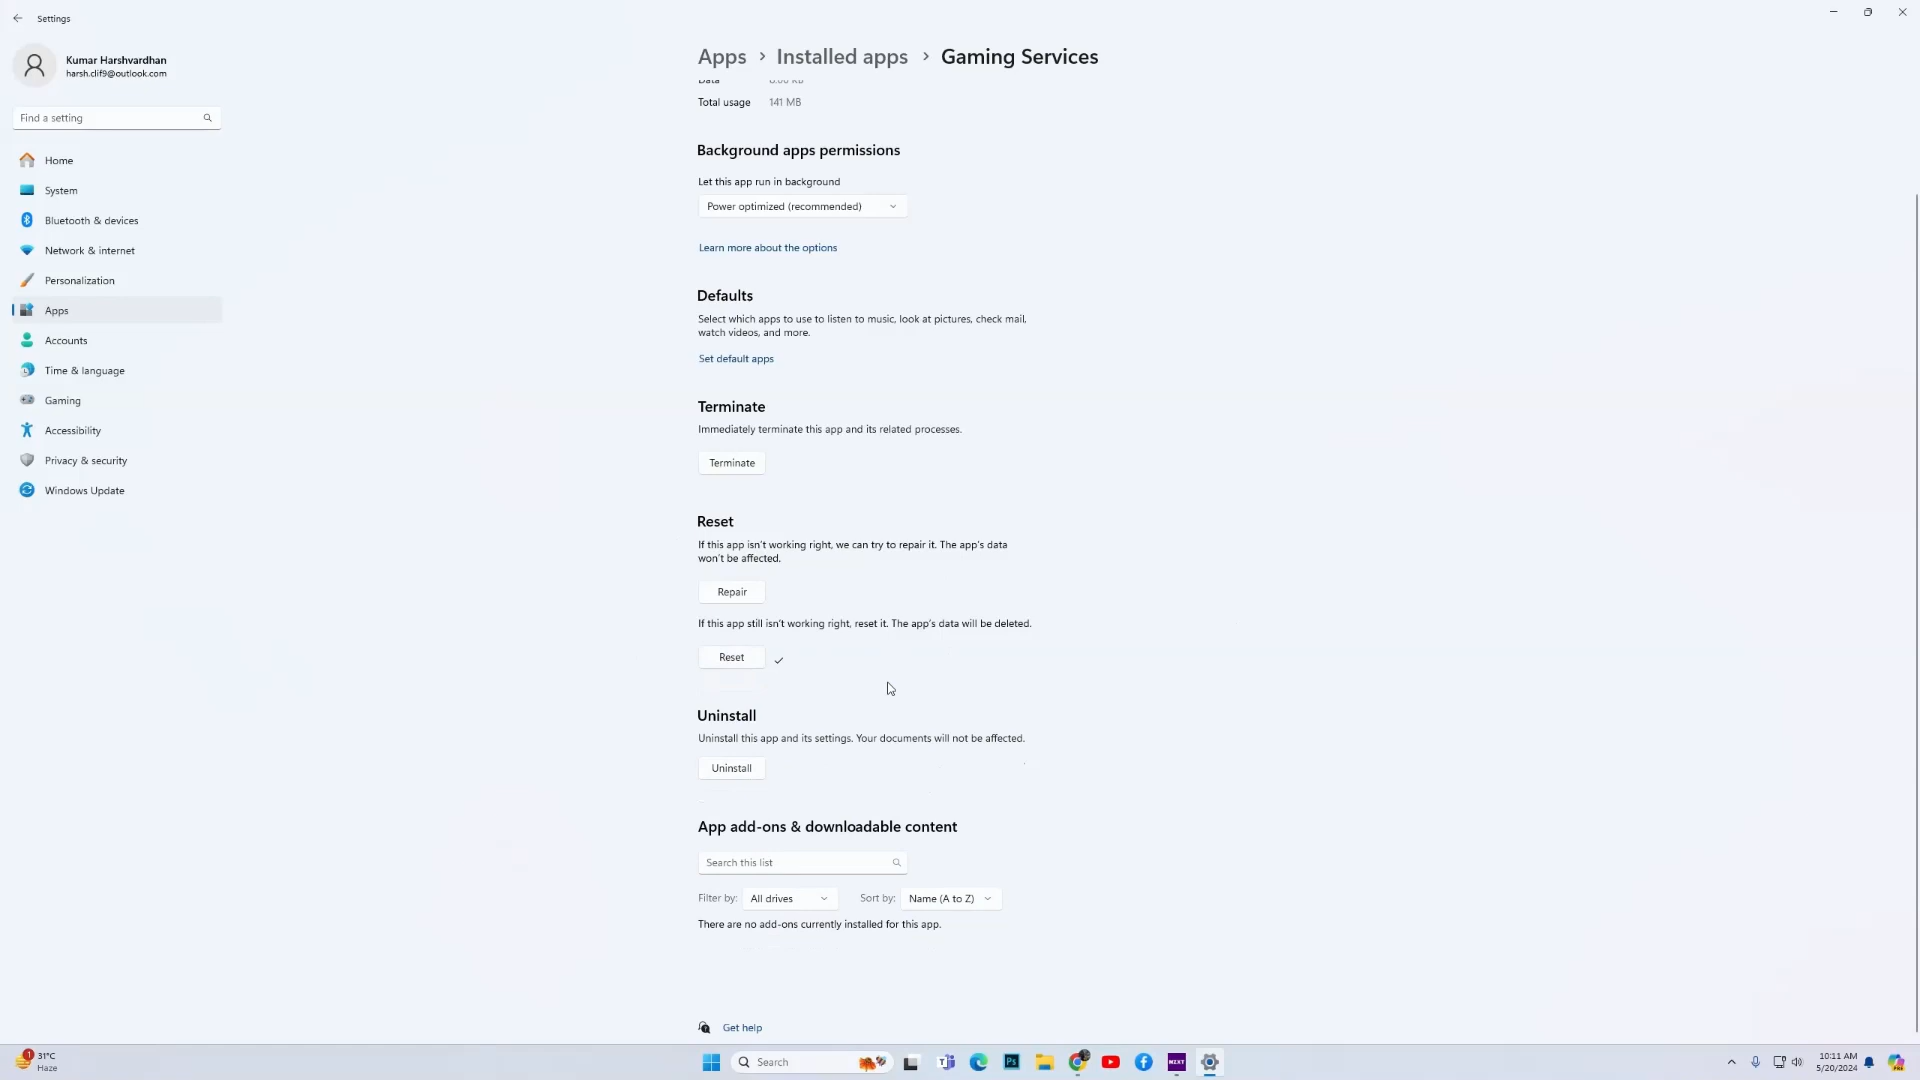 Settings
Kumar Harshvardhan
harsh.dif9@outlook.com
Find a setting
Home
System
Bluetooth & devices
Network & internet
Personalization
Apps
Accounts
Time & language
Gaming
Accessibility
Privacy & security
Windows Update
Apps > Installed apps > Gaming Services
Data
Total usage 141 MB
Background apps permissions
Let this app run in background
Power optimized (recommended)
Learn more about the options
Defaults
Select which apps to use to listen to music, look at pictures, check mail,
watch videos, and more.
Set default apps
Terminate
Immediately terminate this app and its related processes.
Terminate
Reset
If this app isn't working right, we can try to repair it. The app's data
won't be affected.
Repair
If this app still isn't working right, reset it. The app's data will be deleted.
Reset
Uninstall
Uninstall this app and its settings. Your documents will not be affected.
Uninstall
App add-ons & downloadable content
Search this list
Filter by: All drives Sort by: Name (A to Z)
There are no add-ons currently installed for this app.
Get help
1
31°C
Haze
Search
Ps
NZXT
10:11 AM
5/20/2024